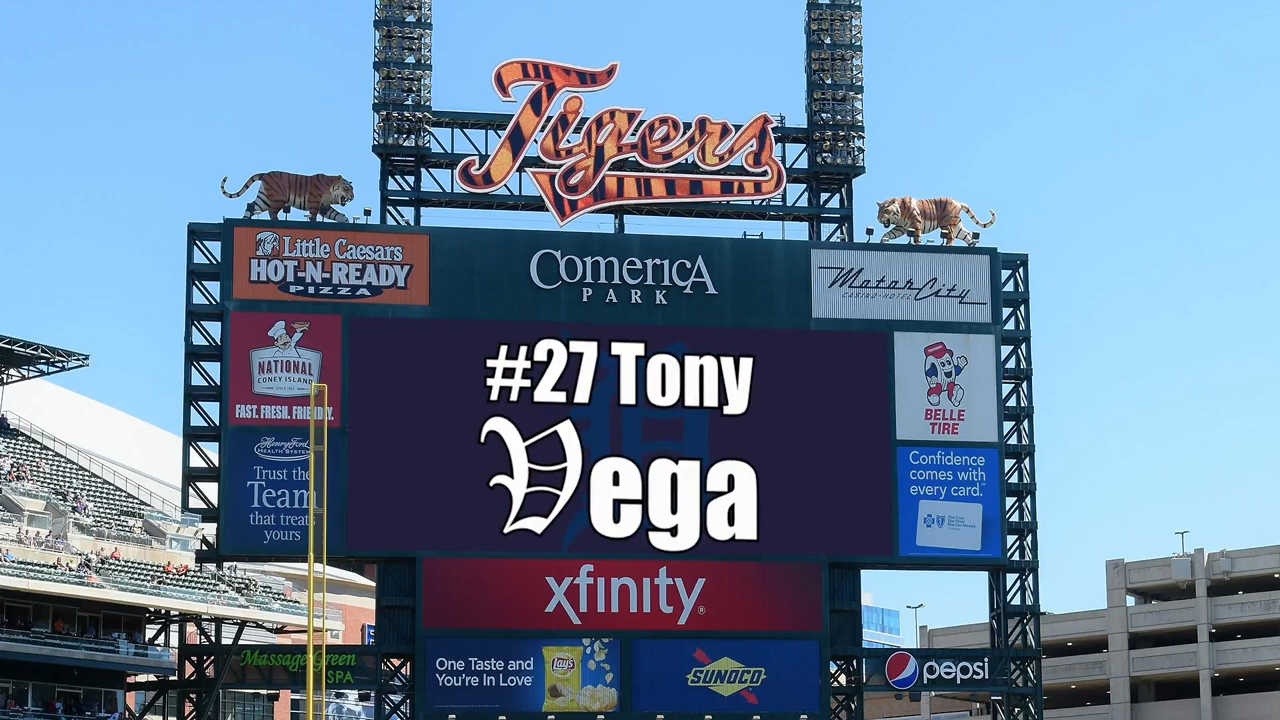 Tigers
Little Caesars
HOT-N-READY
PIZZA
COMERICA
PARK
MotorCity
CASINO·HOTEL
NATIONAL
CONEY ISLAND
FAST. FRESH. FRIENDLY.
#27 Tony
Vega
BELLE
TIRE
Henry Ford
HEALTH SYSTEM
Trust the
Team
that treats
yours
Confidence
comes with
every card.
xfinity®
Massage Green
SPA
One Taste and
You're In Love
Lay's
SUNOCO
pepsi